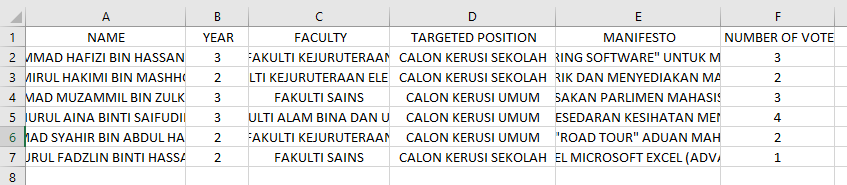 A B C D E F
1 NAME YEAR FACULTY TARGETED POSITION MANIFESTO NUMBER OF VOTE
2 MMAD HAFIZI BIN HASSAN 3 FAKULTI KEJURUTERAAN CALON KERUSI SEKOLAH RING SOFTWARE" UNTUK M 3
3 MIRUL HAKIMI BIN MASHH 2 LTI KEJURUTERAAN ELE CALON KERUSI SEKOLAH RIK DAN MENYEDIAKAN MA 2
4 MAD MUZAMMIL BIN ZULK 3 FAKULTI SAINS CALON KERUSI UMUM SAKAN PARLIMEN MAHASIS 3
5 NURUL AINA BINTI SAIFUDI 3 ULTI ALAM BINA DAN U CALON KERUSI UMUM ESEDARAN KESIHATAN MEN 4
6 MAD SYAHIR BIN ABDUL HA 2 FAKULTI KEJURUTERAAN CALON KERUSI UMUM "ROAD TOUR" ADUAN MAH 2
7 URUL FADZLIN BINTI HASSA 2 FAKULTI SAINS CALON KERUSI SEKOLAH EL MICROSOFT EXCEL (ADVA 1
8